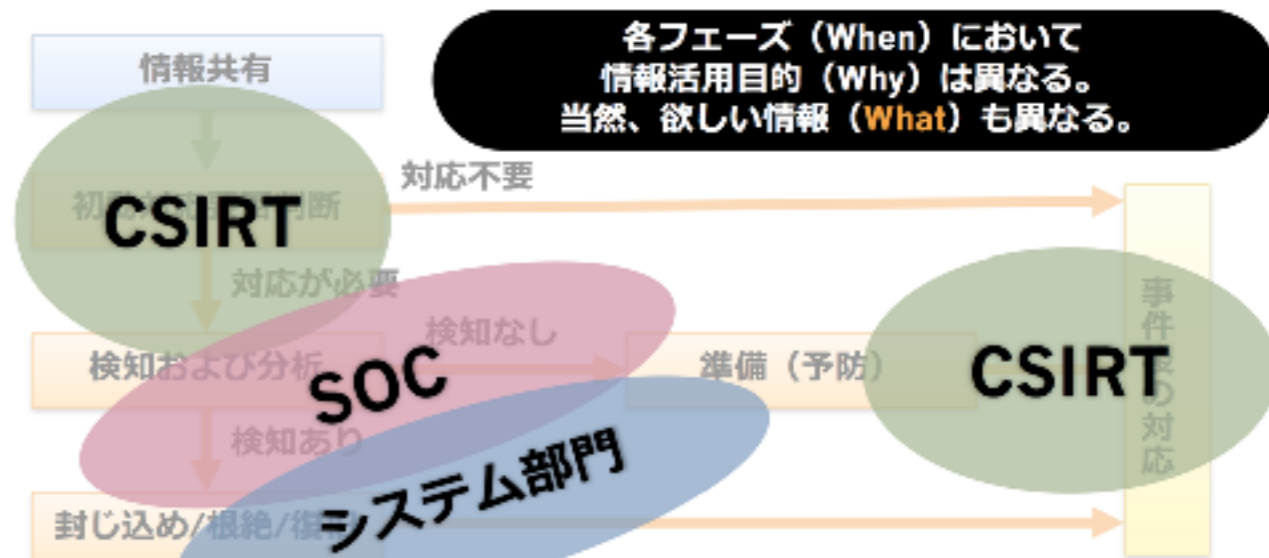 各フェーズ（When）において
情報活用目的（Why）は異なる。
当然、欲しい情報（What）も異なる。
情報共有
対応不要
判断
CSIRT
対応が必要
検知なし
検知および分析
SOC
準備（予防）
CSIRT
検知あり
システム部門
封じ込め/根絶/復
事件後の対応